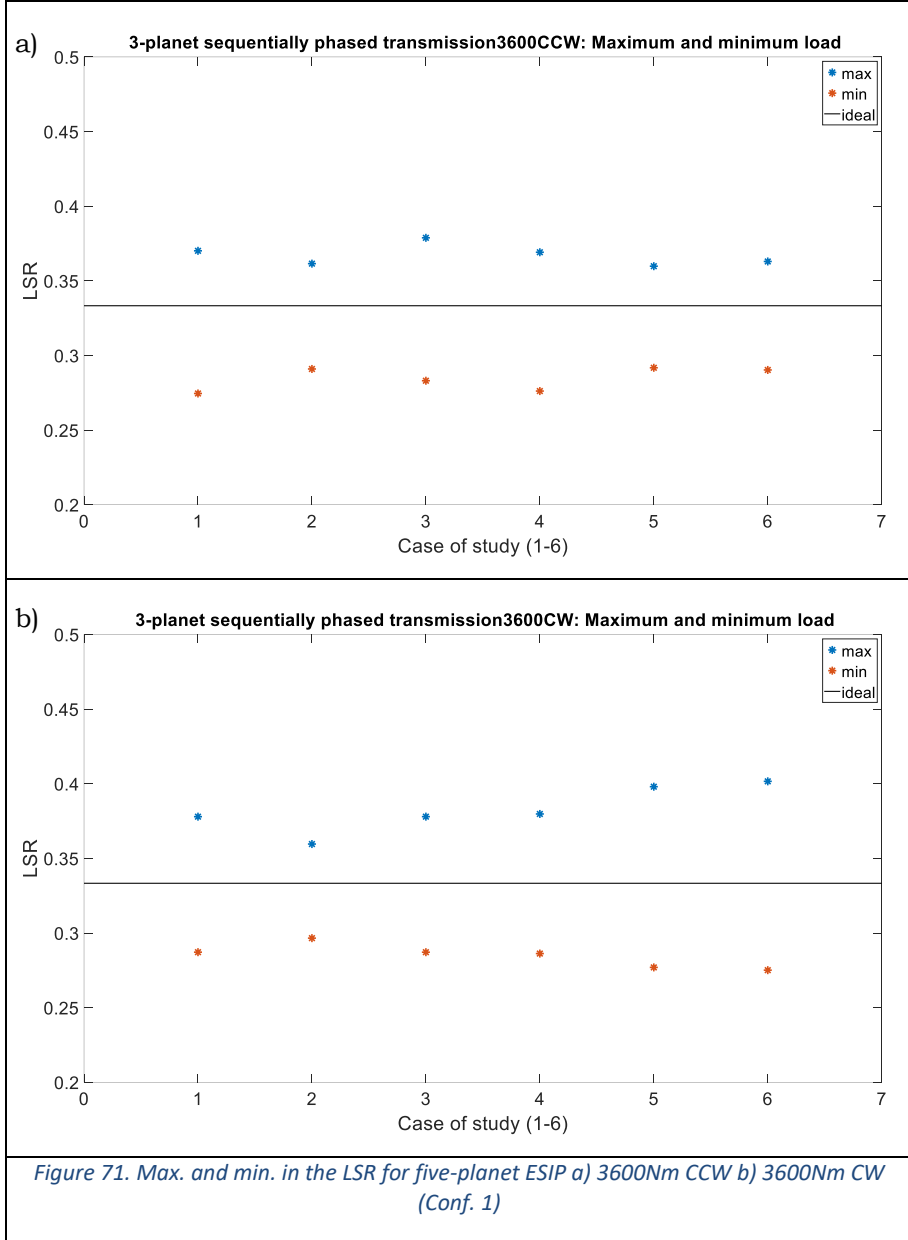 a)
3-planet sequentially phased transmission3600CCW: Maximum and minimum load
0.5
0.45
0.4
0.35
0.3
0.25
0.2
LSR
max
min
ideal
0 1 2 3 4 5 6 7
Case of study (1-6)
b)
3-planet sequentially phased transmission3600CW: Maximum and minimum load
0.5
0.45
0.4
0.35
0.3
0.25
0.2
LSR
max
min
ideal
0 1 2 3 4 5 6 7
Case of study (1-6)
Figure 71. Max. and min. in the LSR for five-planet ESIP a) 3600Nm CCW b) 3600Nm CW
(Conf. 1)